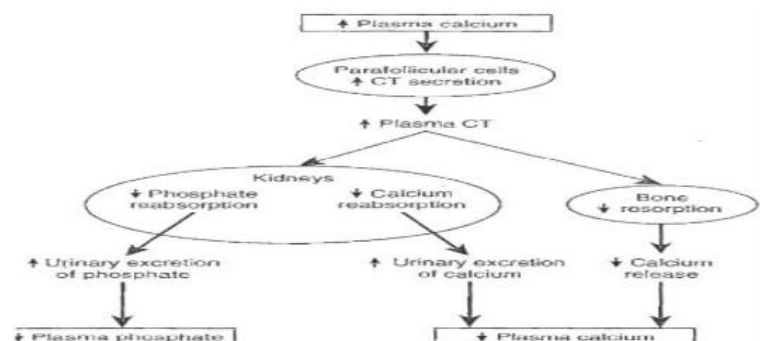 ↑ Plasma calcium
Parafollicular cells
↑ CT secretion
↑ Plasma CT
Kidneys
↓ Phosphate
reabsorption
↓ Calcium
reabsorption
Bone
↓ resorption
↑ Urinary excretion
of phosphate
↑ Urinary excretion
of calcium
↓ Calcium
release
↓ Plasma phosphate
↓ Plasma calcium